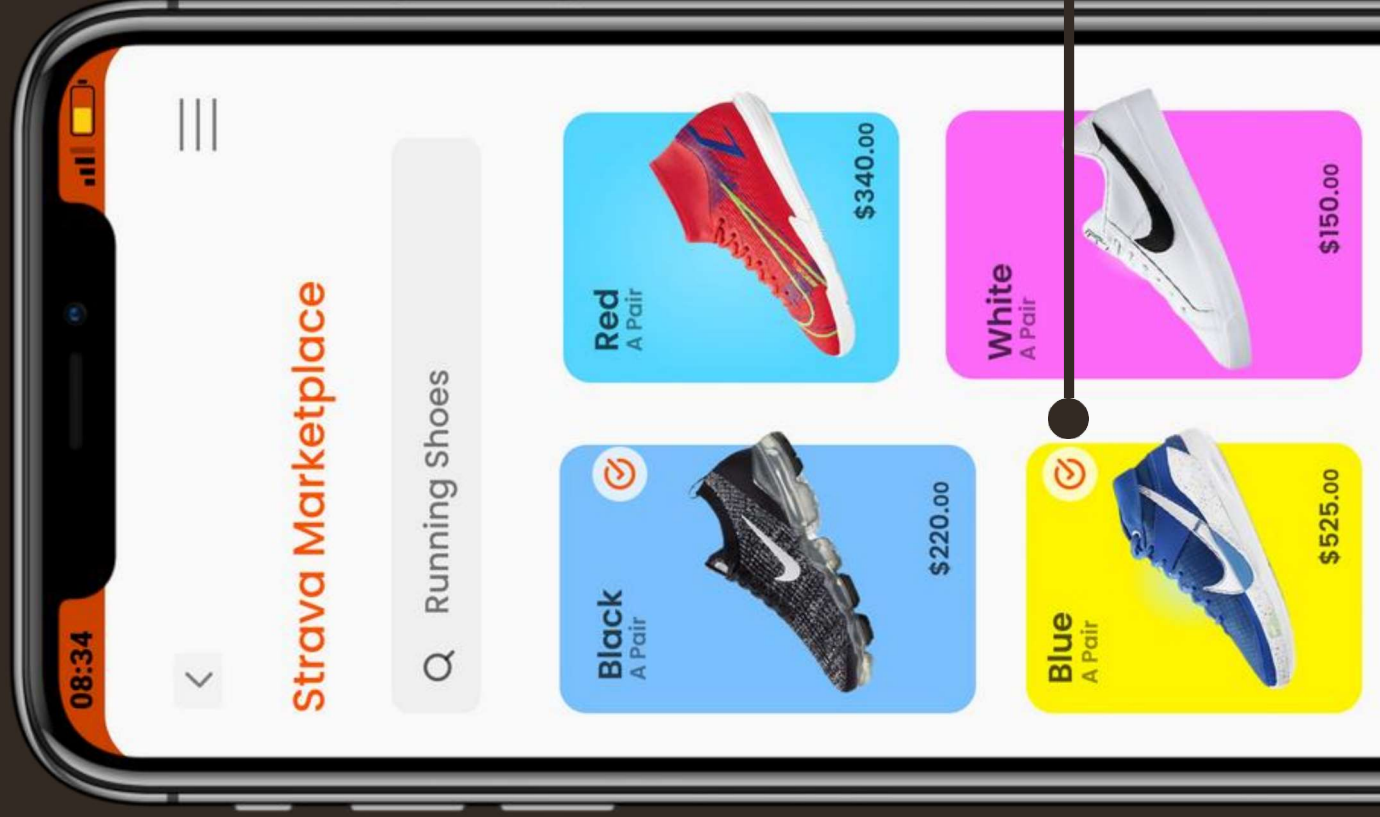 08:34
Strava Marketplace
Running Shoes
Black
A Pair
$220.00
Red
A Pair
$340.00
Blue
A Pair
$525.00
White
A Pair
$150.00